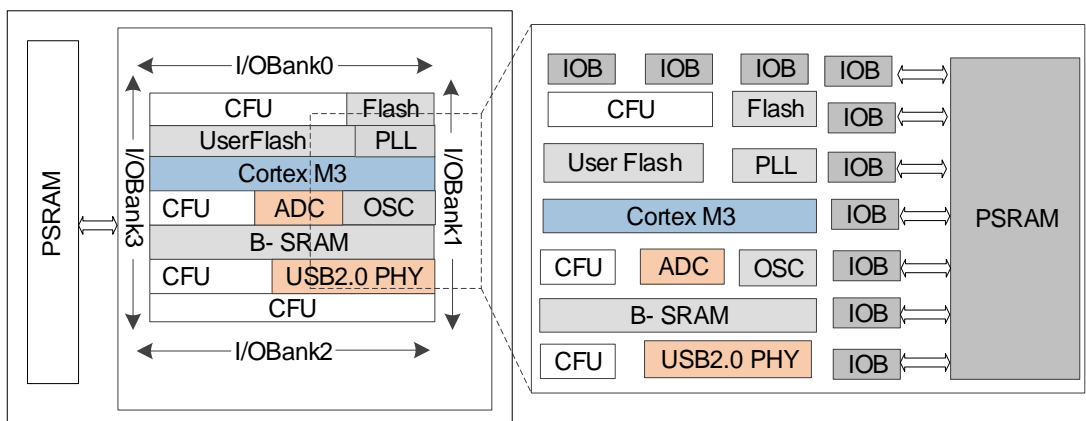 PSRAM
I/OBank0
I/OBank3
CFU Flash
UserFlash PLL
Cortex M3
CFU ADC OSC
B- SRAM
CFU USB2.0 PHY
CFU
I/OBank1
I/OBank2
IOB IOB IOB IOB
CFU Flash IOB
User Flash PLL IOB
Cortex M3 IOB
CFU ADC OSC IOB
B- SRAM IOB
CFU USB2.0 PHY IOB
PSRAM